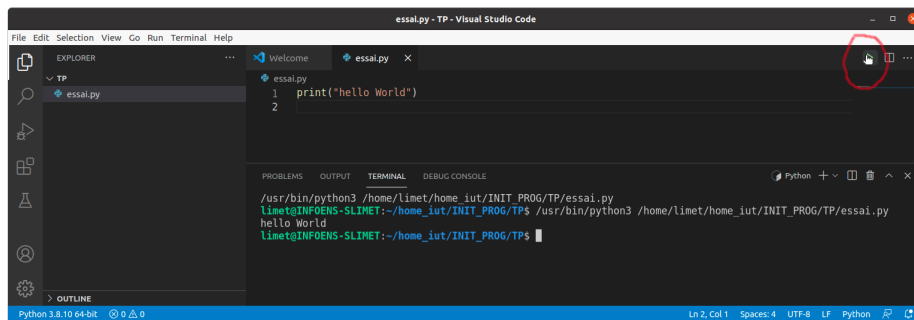 essai.py - TP - Visual Studio Code
File Edit Selection View Go Run Terminal Help
EXPLORER
TP
essai.py
OUTLINE
Welcome
essai.py
essai.py
1 print("hello World")
2
PROBLEMS OUTPUT TERMINAL DEBUG CONSOLE
Python
/usr/bin/python3 /home/limet/home_iut/INIT_PROG/TP/essai.py
limet@INFOENS-SLIMET:~/home_iut/INIT_PROG/TP$ /usr/bin/python3 /home/limet/home_iut/INIT_PROG/TP/essai.py
hello World
limet@INFOENS-SLIMET:~/home_iut/INIT_PROG/TP$
Python 3.8.10 64-bit 0 0 Ln 2, Col 1 Spaces: 4 UTF-8 LF Python